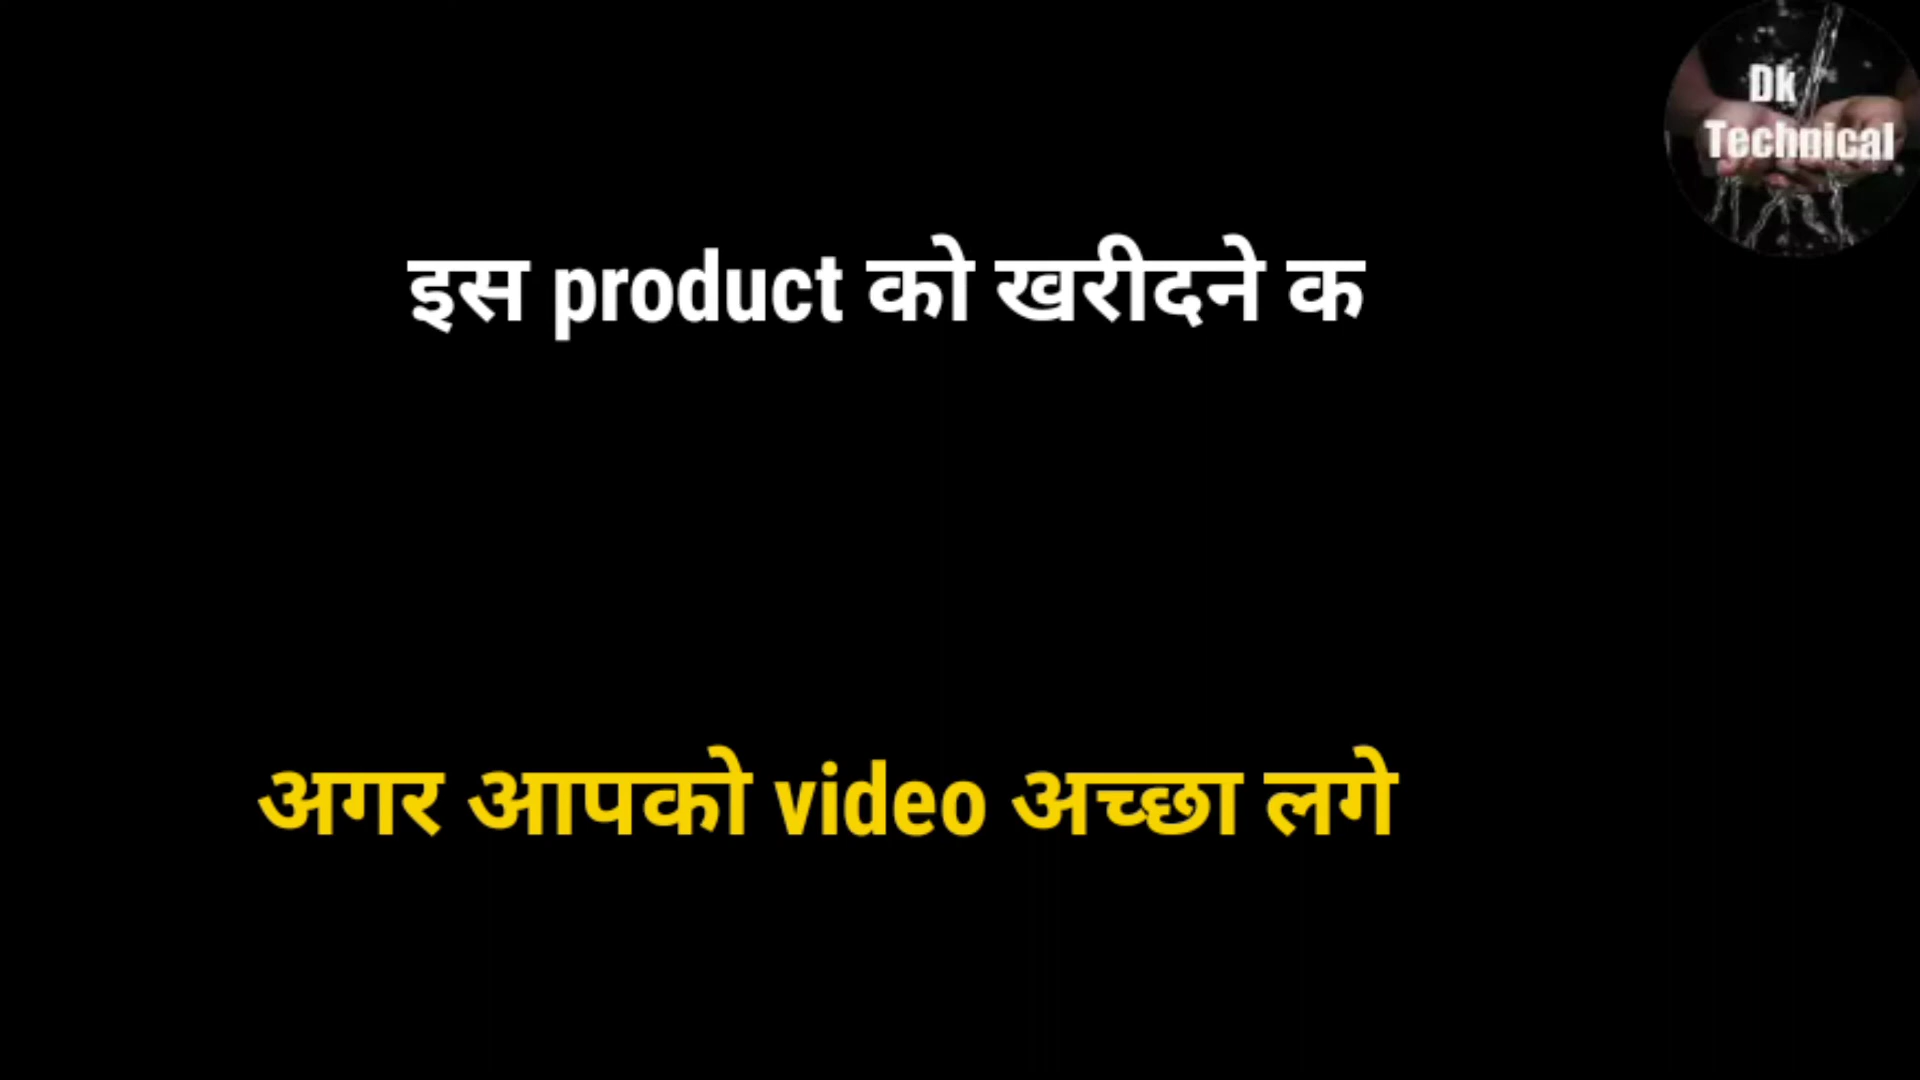 Dk
Technical
इस product को खरीदने क
अगर आपको video अच्छा लगे